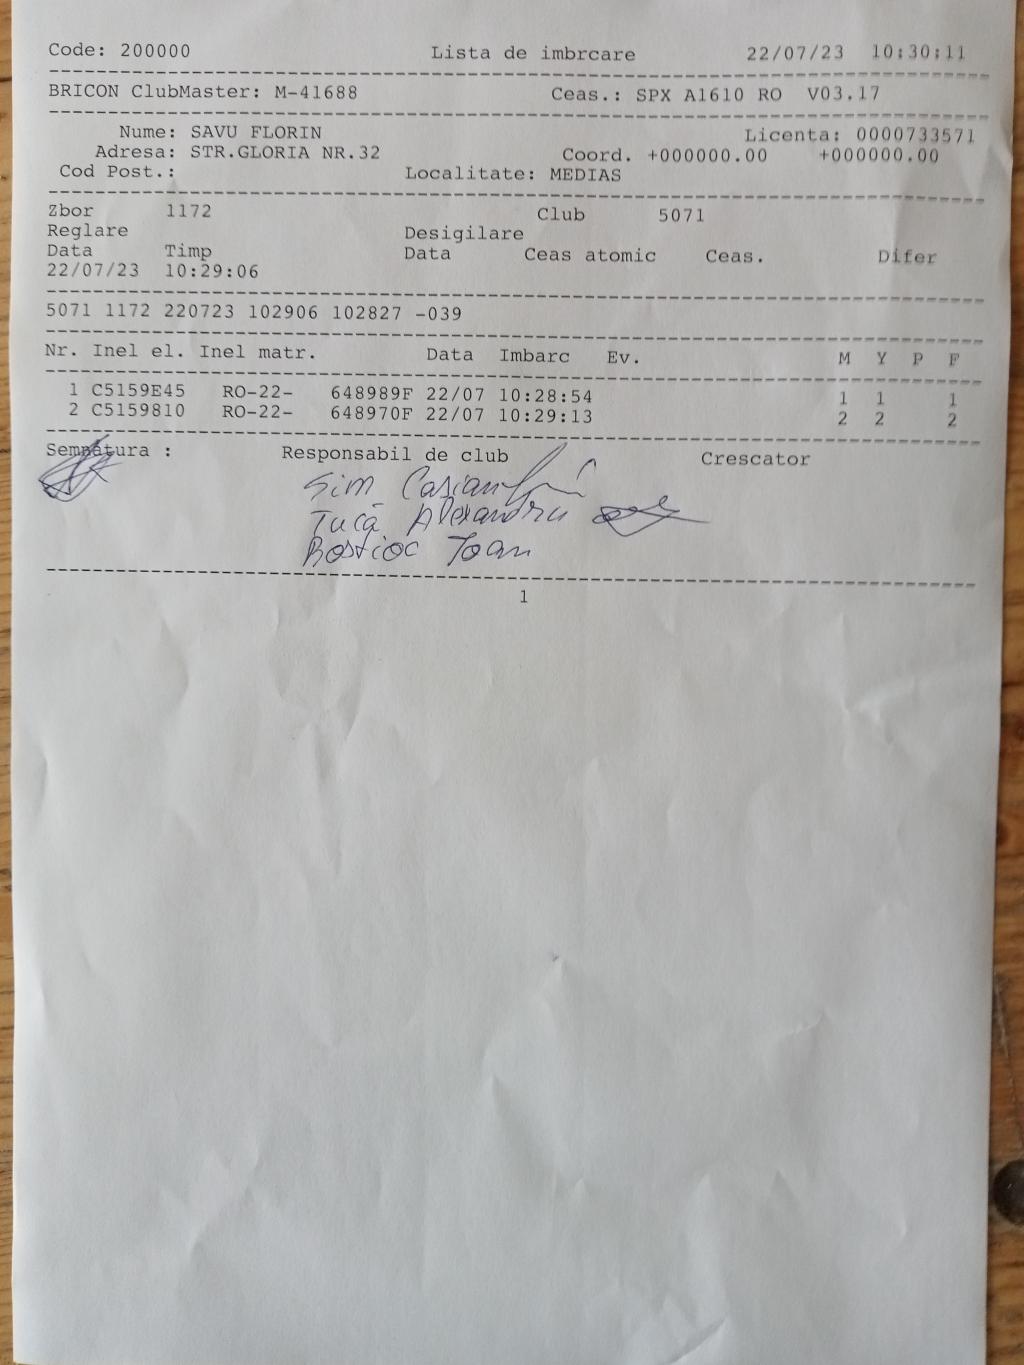 Code: 200000 Lista de imbrcare 22/07/23 10:30:11
BRICON ClubMaster: M-41688 Ceas.: SPX A1610 RO V03.17
Nume: SAVU FLORIN Licenta: 0000733571
Adresa: STR.GLORIA NR.32 Coord. +000000.00 +000000.00
Cod Post.: Localitate: MEDIAS
Zbor 1172 Club 5071
Reglare Desigilare
Data Timp Data Ceas atomic Ceas. Difer
22/07/23 10:29:06
5071 1172 220723 102906 102827 -039
Nr. Inel el. Inel matr. Data Imbarc Ev. M Y P F
1 C5159E45 RO-22- 648989F 22/07 10:28:54 1 1 1
2 C5159810 RO-22- 648970F 22/07 10:29:13 2 2 2
Semnatura : Responsabil de club Crescator
Sim Casian
Tucă Alexandru
Bostioc Ioan
1